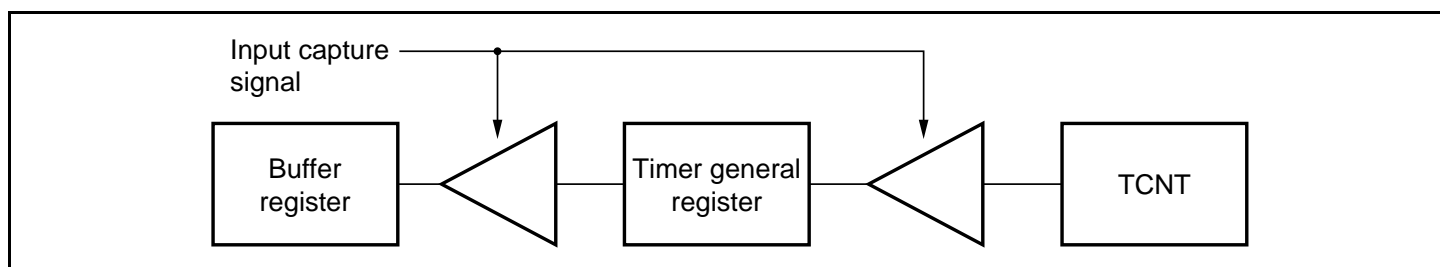 Input capture
signal
Buffer
register
Timer general
register
TCNT